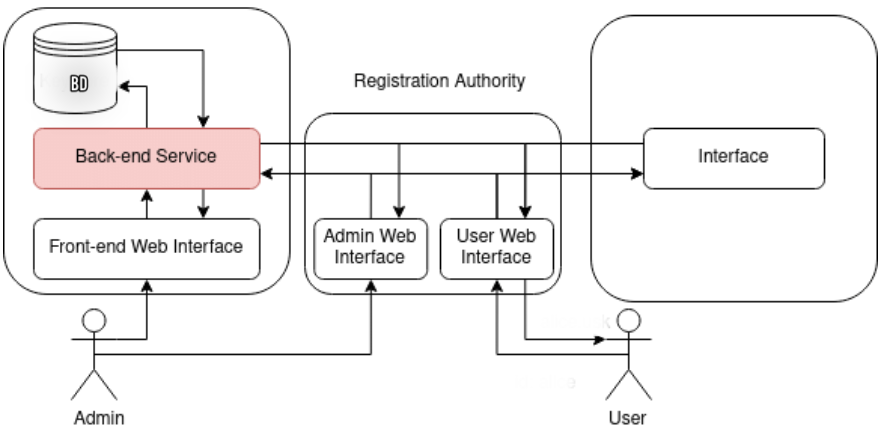 BD
Registration Authority
Back-end Service
Interface
Front-end Web Interface
Admin Web
Interface
User Web
Interface
Admin
User